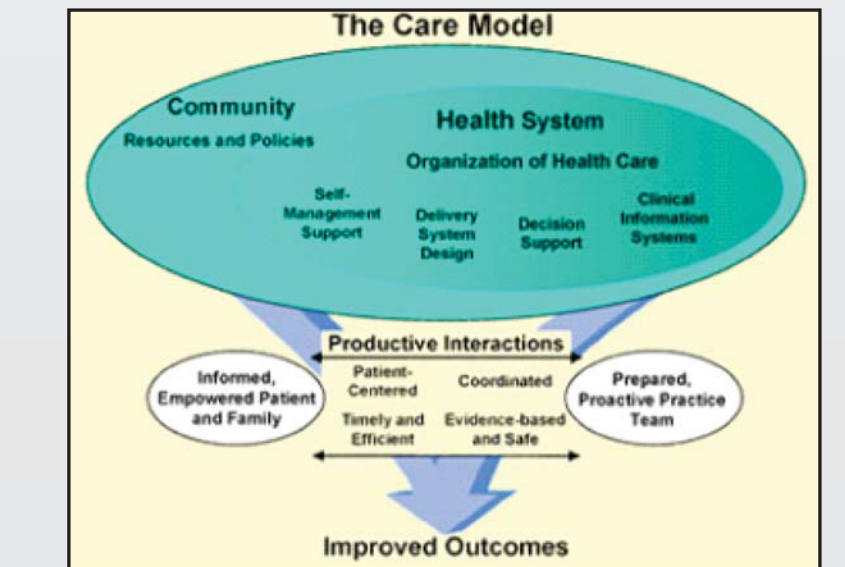 The Care Model
Community
Resources and Policies
Health System
Organization of Health Care
Self-
Management
Support
Delivery
System
Design
Decision
Support
Clinical
Information
Systems
Productive Interactions
Informed,
Empowered Patient
and Family
Patient-
Centered
Coordinated
Timely and
Efficient
Evidence-based
and Safe
Prepared,
Proactive Practice
Team
Improved Outcomes